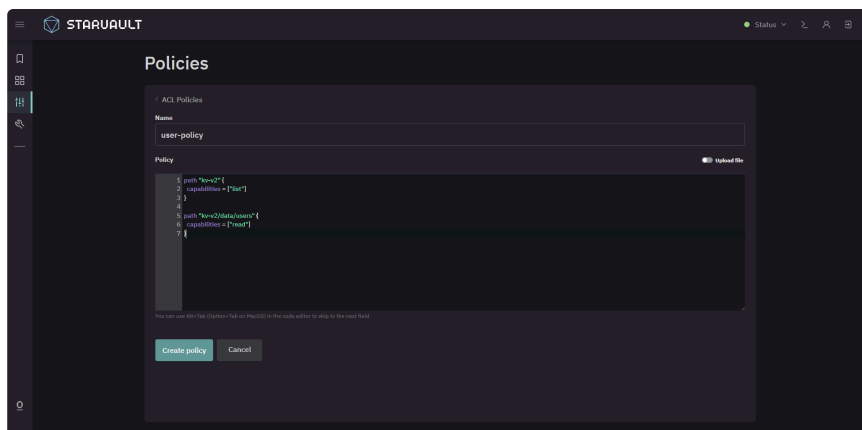 STARVAULT
Status
Policies
ACL Policies
Name
user-policy
Policy
Upload file
1 path "kv-v2" {
2 capabilities = ["list"]
3 }
4
5 path "kv-v2/data/users" {
6 capabilities = ["read"]
7 }
You can use Alt+Tab (Option+Tab on MacOS) in the code editor to skip to the next field
Create policy
Cancel